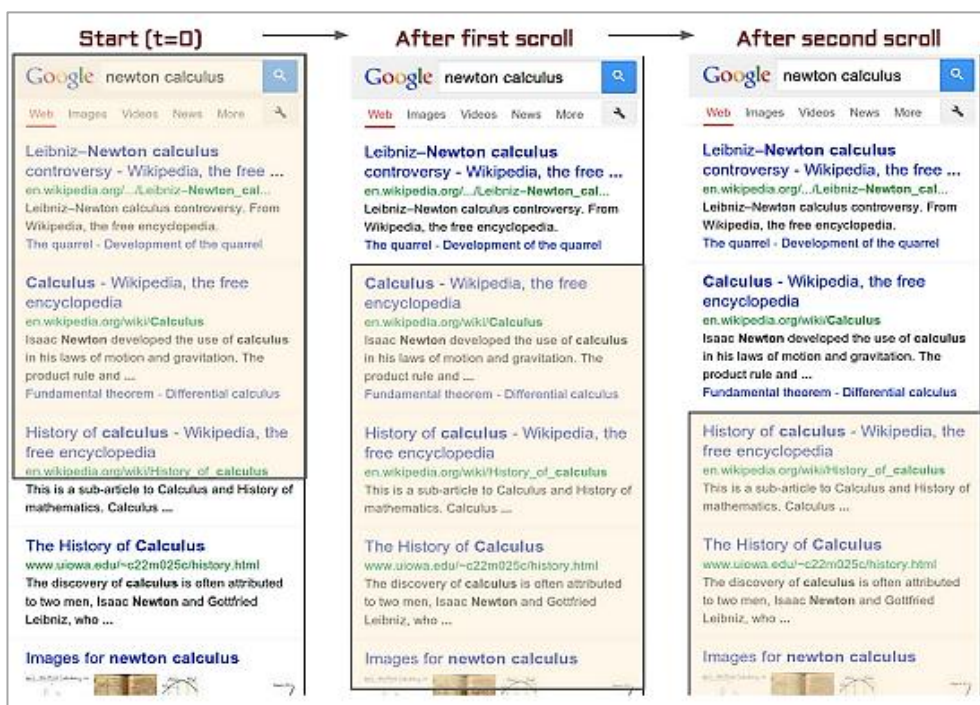 Start (t=0)
Google newton calculus
Web Images Videos News More
Leibniz–Newton calculus
controversy - Wikipedia, the free ...
en.wikipedia.org/.../Leibniz–Newton_cal...
Leibniz–Newton calculus controversy. From
Wikipedia, the free encyclopedia.
The quarrel - Development of the quarrel
Calculus - Wikipedia, the free
encyclopedia
en.wikipedia.org/wiki/Calculus
Isaac Newton developed the use of calculus
in his laws of motion and gravitation. The
product rule and ...
Fundamental theorem - Differential calculus
History of calculus - Wikipedia, the
free encyclopedia
en.wikipedia.org/wiki/History_of_calculus
This is a sub-article to Calculus and History of
mathematics. Calculus ...
The History of Calculus
www.uiowa.edu/~c22m025c/history.html
The discovery of calculus is often attributed
to two men, Isaac Newton and Gottfried
Leibniz, who ...
Images for newton calculus
After first scroll
Google newton calculus
Web Images Videos News More
Leibniz–Newton calculus
controversy - Wikipedia, the free ...
en.wikipedia.org/.../Leibniz–Newton_cal...
Leibniz–Newton calculus controversy. From
Wikipedia, the free encyclopedia.
The quarrel - Development of the quarrel
Calculus - Wikipedia, the free
encyclopedia
en.wikipedia.org/wiki/Calculus
Isaac Newton developed the use of calculus
in his laws of motion and gravitation. The
product rule and ...
Fundamental theorem - Differential calculus
History of calculus - Wikipedia, the
free encyclopedia
en.wikipedia.org/wiki/History_of_calculus
This is a sub-article to Calculus and History of
mathematics. Calculus ...
The History of Calculus
www.uiowa.edu/~c22m025c/history.html
The discovery of calculus is often attributed
to two men, Isaac Newton and Gottfried
Leibniz, who ...
Images for newton calculus
After second scroll
Google newton calculus
Web Images Videos News More
Leibniz–Newton calculus
controversy - Wikipedia, the free ...
en.wikipedia.org/.../Leibniz–Newton_cal...
Leibniz–Newton calculus controversy. From
Wikipedia, the free encyclopedia.
The quarrel - Development of the quarrel
Calculus - Wikipedia, the free
encyclopedia
en.wikipedia.org/wiki/Calculus
Isaac Newton developed the use of calculus
in his laws of motion and gravitation. The
product rule and ...
Fundamental theorem - Differential calculus
History of calculus - Wikipedia, the
free encyclopedia
en.wikipedia.org/wiki/History_of_calculus
This is a sub-article to Calculus and History of
mathematics. Calculus ...
The History of Calculus
www.uiowa.edu/~c22m025c/history.html
The discovery of calculus is often attributed
to two men, Isaac Newton and Gottfried
Leibniz, who ...
Images for newton calculus